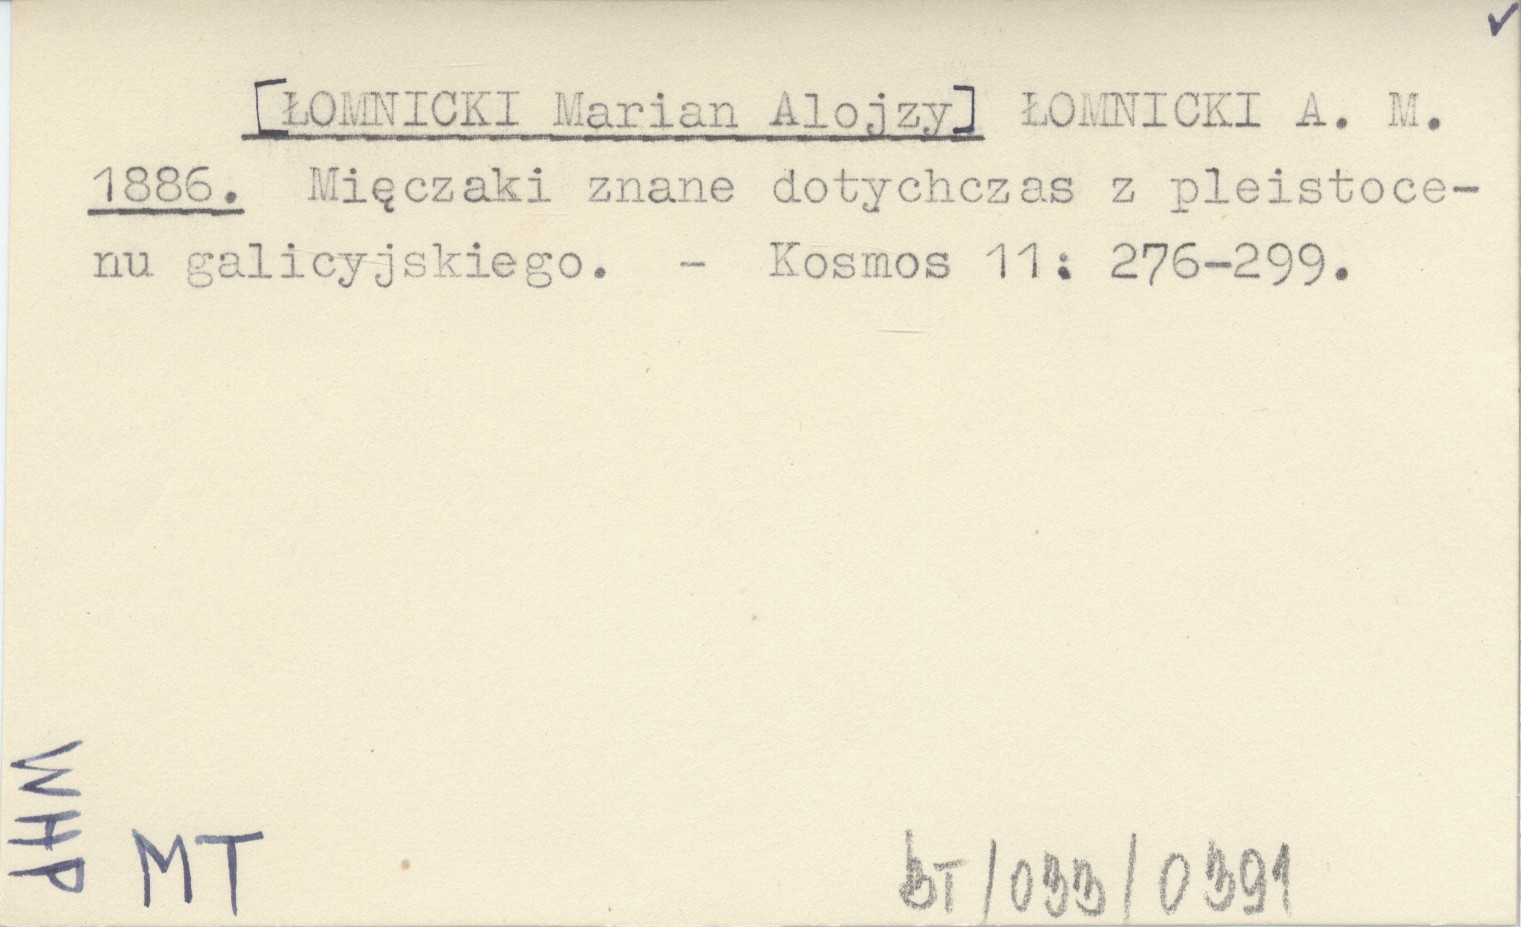 [ŁOMNICKI Marian Alojzy] ŁOMNICKI A. M.
1886. Mięczaki znane dotychczas z pleistoce-
nu galicyjskiego. - Kosmos 11: 276-299.
WHP
MT
BT/033/0391